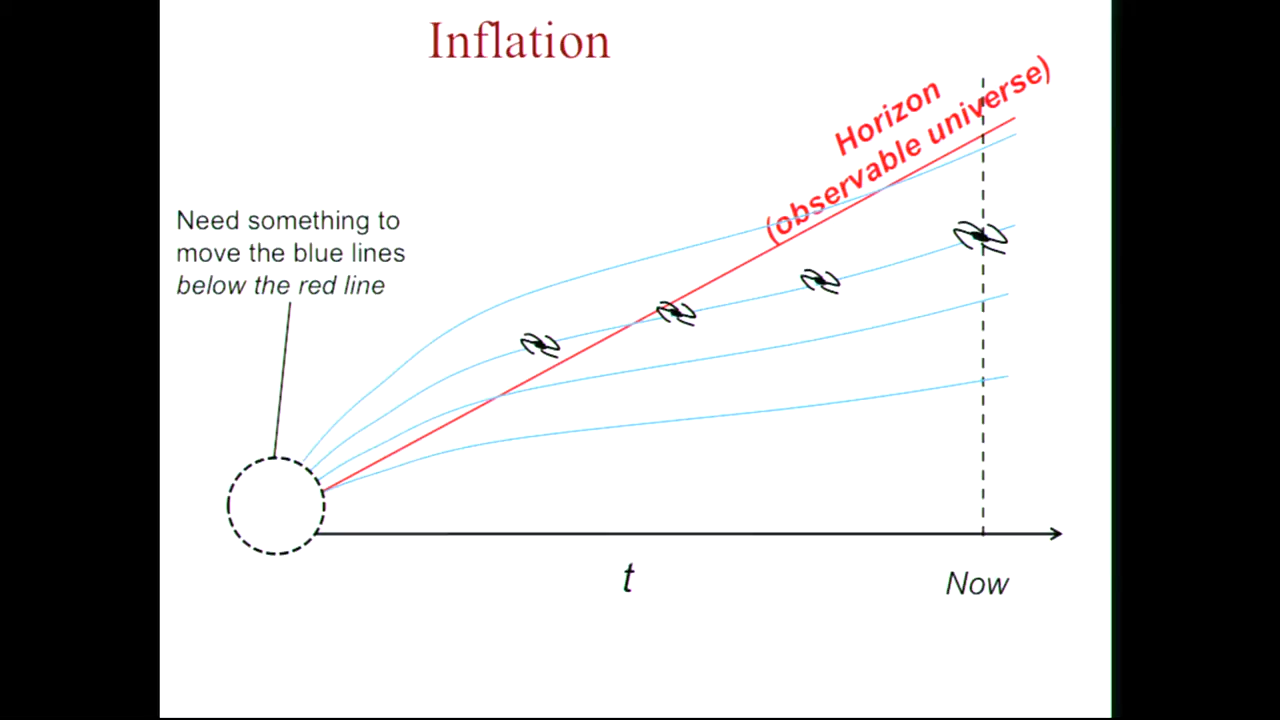 Inflation
Horizon
(observable universe)
Need something to
move the blue lines
below the red line
t
Now